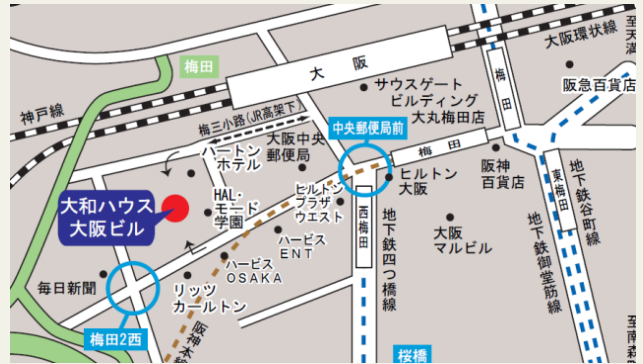 大阪
梅田
大阪環状線
至天満
阪急百貨店
サウスゲート
ビルディング
大丸梅田店
神戸線
梅三小路(JR高架下)
中央郵便局前
梅田
梅田
大阪中央
郵便局
バートン
ホテル
ヒルトン
大阪
阪神
百貨店
東梅田
地下鉄谷町線
大和ハウス
大阪ビル
HAL・
モード
学園
ヒルトン
プラザ
ウエスト
西梅田
地下鉄四つ橋線
大阪
マルビル
地下鉄御堂筋線
ハービス
ENT
ハービス
OSAKA
毎日新聞
リッツ
カールトン
梅田2西
阪神本線
桜橋
至南森